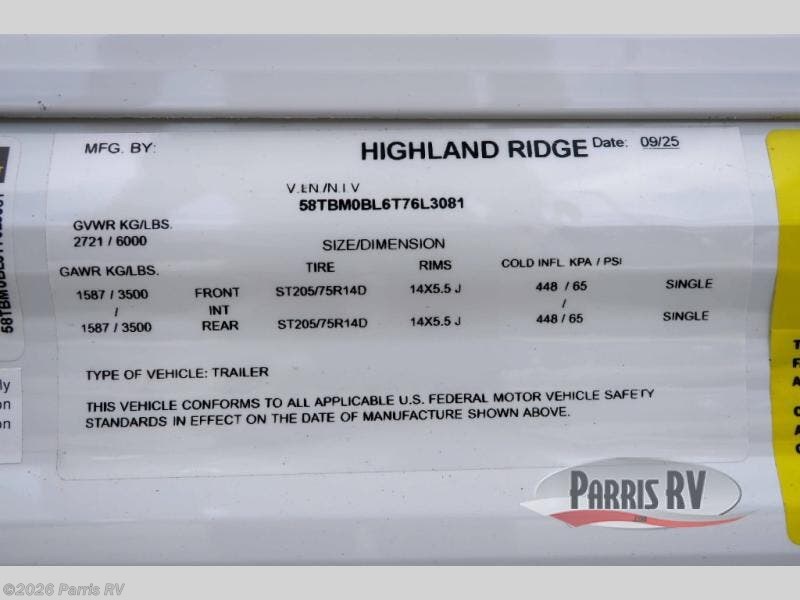 MFG. BY: HIGHLAND RIDGE Date: 09/25
V.I.N./N.I.V
58TBM0BL6T76L3081
GVWR KG/LBS.
2721 / 6000
SIZE/DIMENSION
GAWR KG/LBS. TIRE RIMS COLD INFL. KPA / PSI
1587 / 3500 FRONT ST205/75R14D 14X5.5 J 448 / 65 SINGLE
/ INT /
1587 / 3500 REAR ST205/75R14D 14X5.5 J 448 / 65 SINGLE
TYPE OF VEHICLE: TRAILER
THIS VEHICLE CONFORMS TO ALL APPLICABLE U.S. FEDERAL MOTOR VEHICLE SAFETY
STANDARDS IN EFFECT ON THE DATE OF MANUFACTURE SHOWN ABOVE.
PARRIS RV
©2026 Parris RV